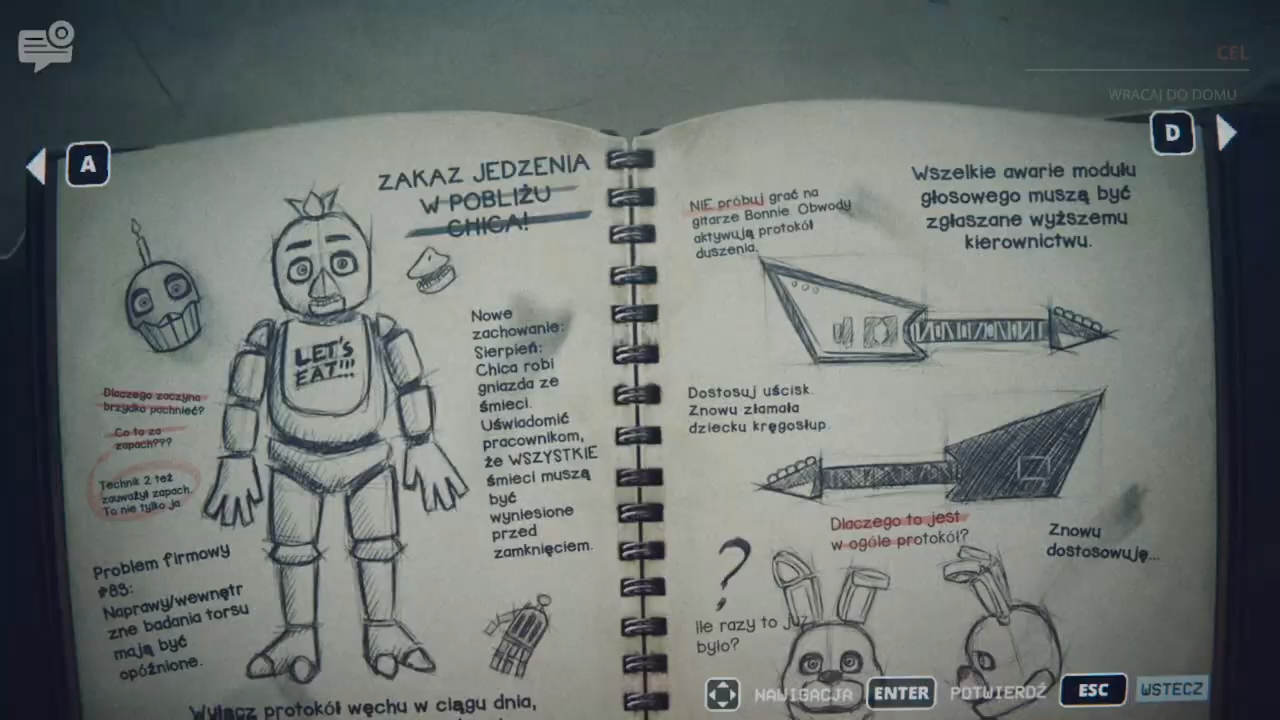 CEL
WRACAJ DO DOMU
A
D
ZAKAZ JEDZENIA
W POBLIŻU
CHICA!
LET'S
EAT!!!
Dlaczego zaczyna
brzydko pachnieć?
Co to za
zapach???
Technik 2 też
zauważył zapach.
To nie tylko ja.
Problem firmowy
#83:
Naprawy/wewnętr
zne badania torsu
mają być
opóźnione.
Nowe
zachowanie:
Sierpień:
Chica robi
gniazda ze
śmieci.
Uświadomić
pracownikom,
że WSZYSTKIE
śmieci muszą
być
wyniesione
przed
zamknięciem.
Wyłącz protokół węchu w ciągu dnia,
NIE próbuj grać na
gitarze Bonnie. Obwody
aktywują protokół
duszenia.
Wszelkie awarie modułu
głosowego muszą być
zgłaszane wyższemu
kierownictwu.
Dostosuj uścisk.
Znowu złamała
dziecku kręgosłup.
Dlaczego to jest
w ogóle protokół?
Znowu
dostosowuję...
?
Ile razy to już
było?
NAWIGACJA
ENTER
POTWIERDŹ
ESC
WSTECZ